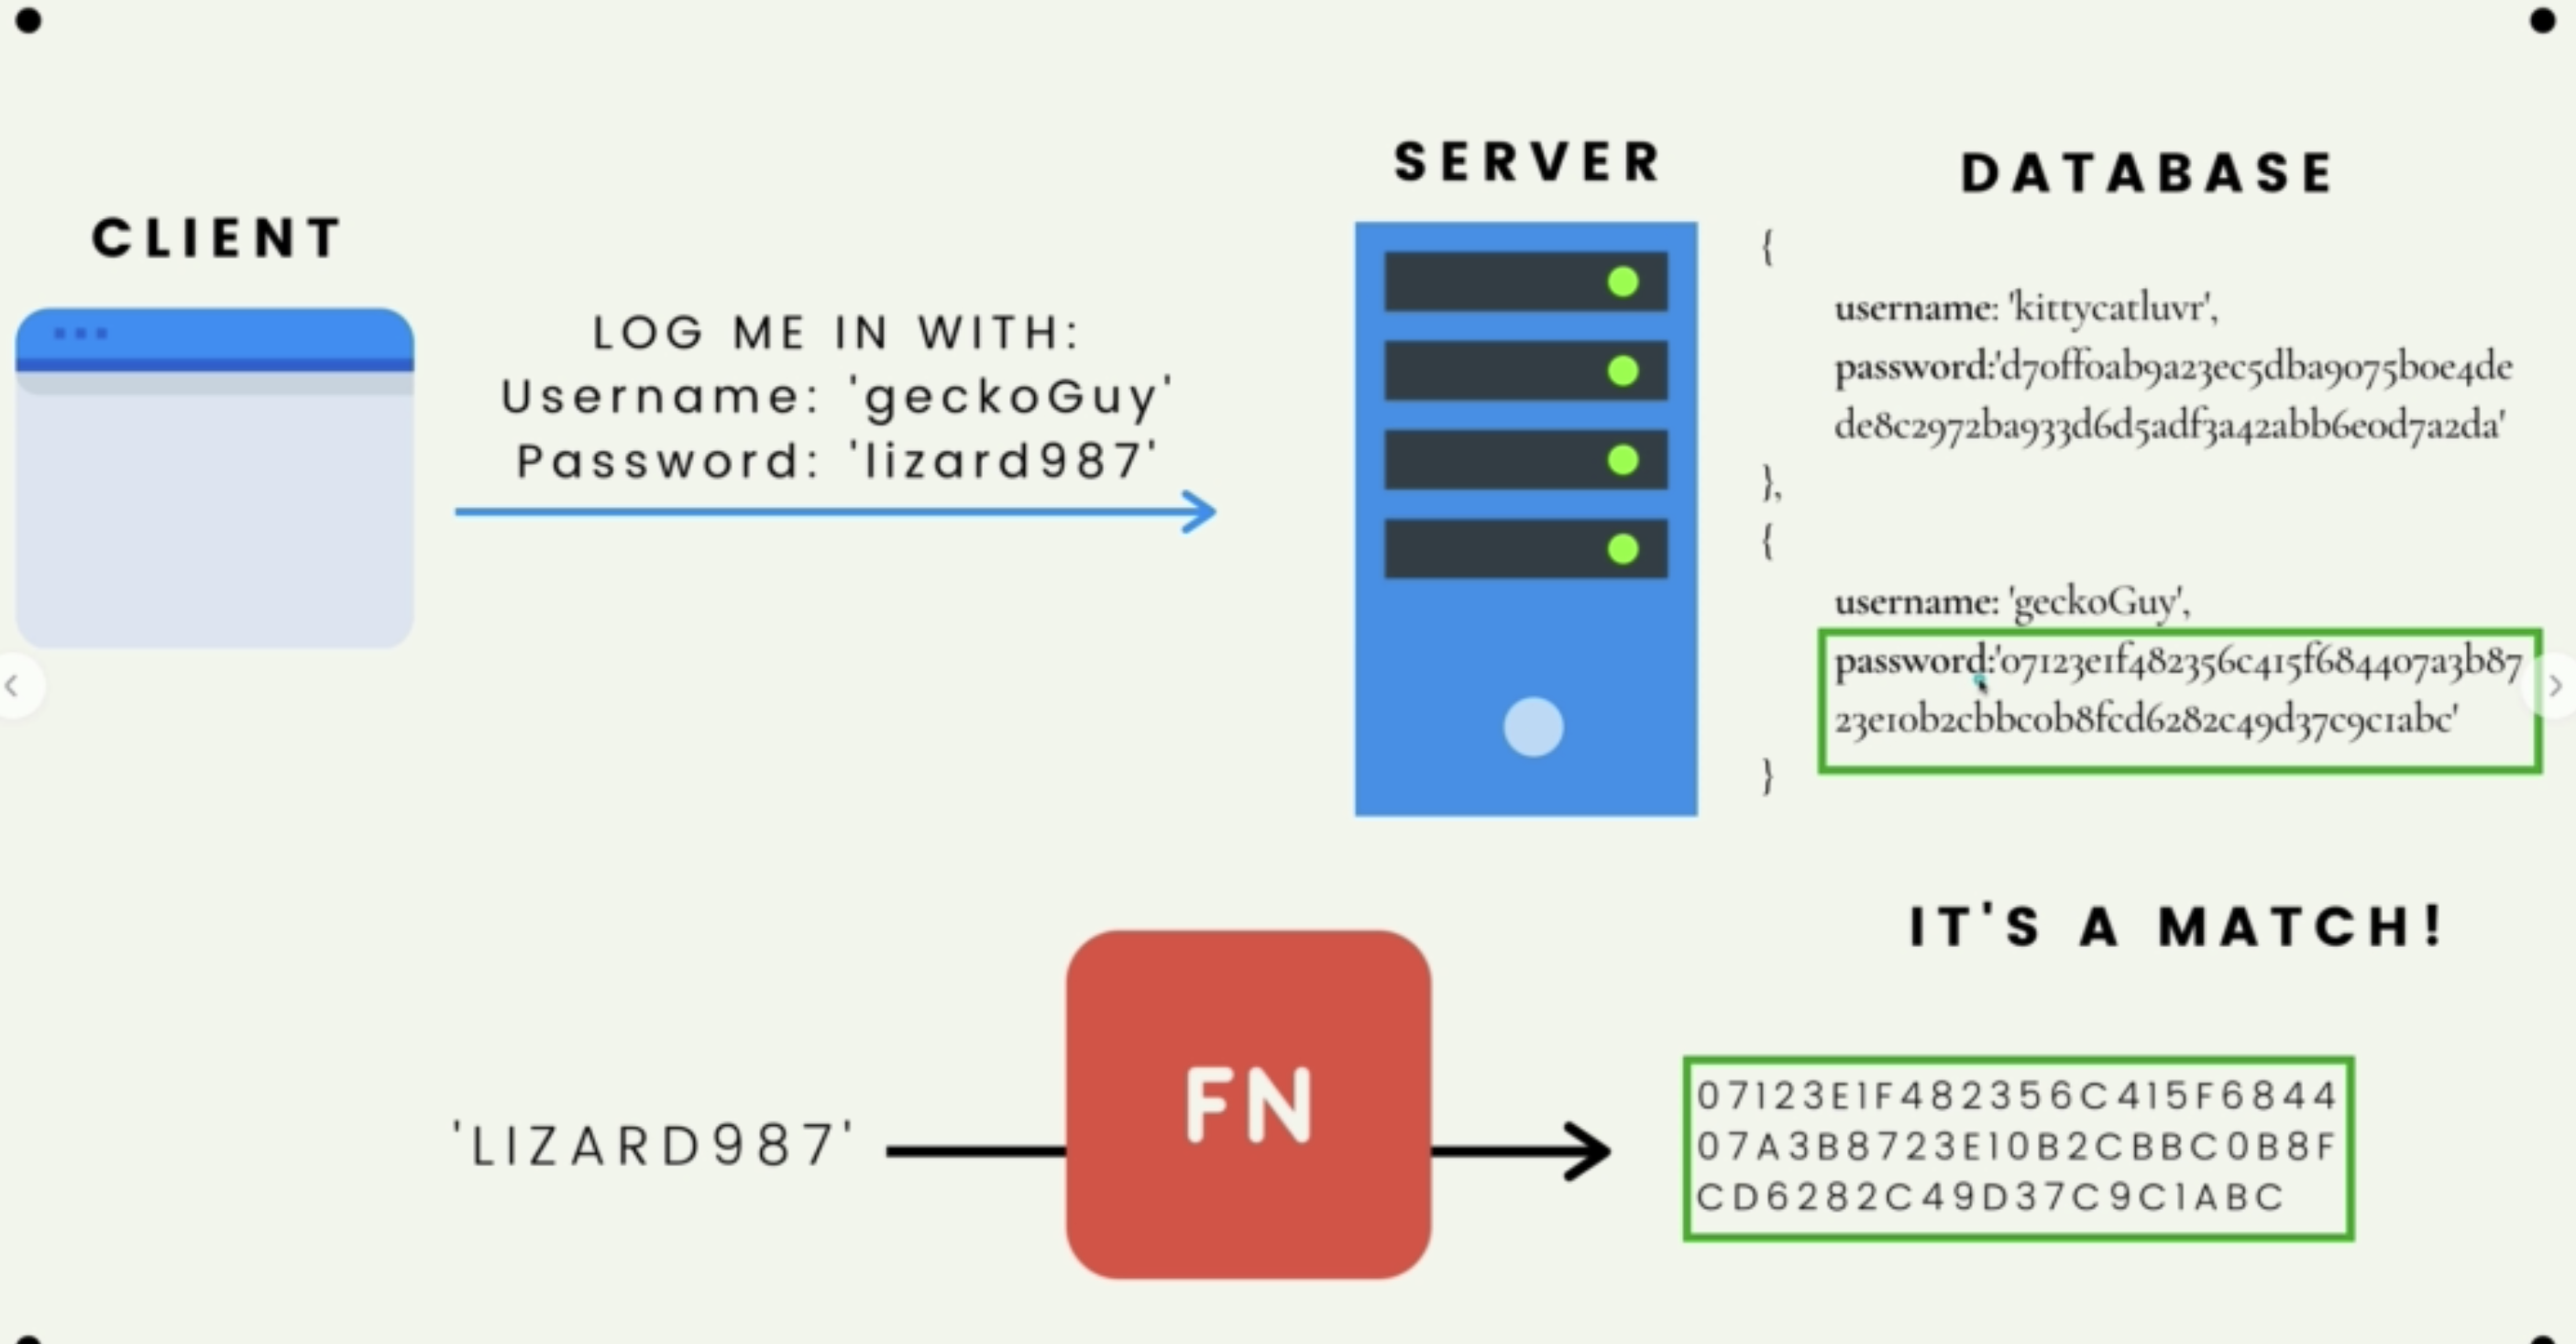 CLIENT
LOG ME IN WITH:
Username: 'geckoGuy'
Password: 'lizard987'
SERVER
DATABASE
{
username: 'kittycatluvr',
password:'d70ff0ab9a23ec5dba9075b0e4de
de8c2972ba933d6d5adf3a42abb6e0d7a2da'
},
{
username: 'geckoGuy',
password:'07123e1f482356c415f684407a3b87
23e10b2cbbc0b8fcd6282c49d37c9c1abc'
}
IT'S A MATCH!
'LIZARD987'
FN
07123E1F482356C415F6844
07A3B8723E10B2CBBC0B8F
CD6282C49D37C9C1ABC